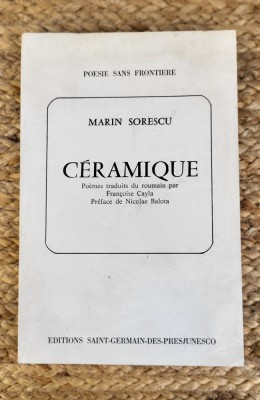 POESIE SANS FRONTIERE
MARIN SORESCU
CÉRAMIQUE
Poèmes traduits du roumain par
Françoise Cayla
Préface de Nicolae Balota
EDITIONS SAINT-GERMAIN-DES-PRES/UNESCO